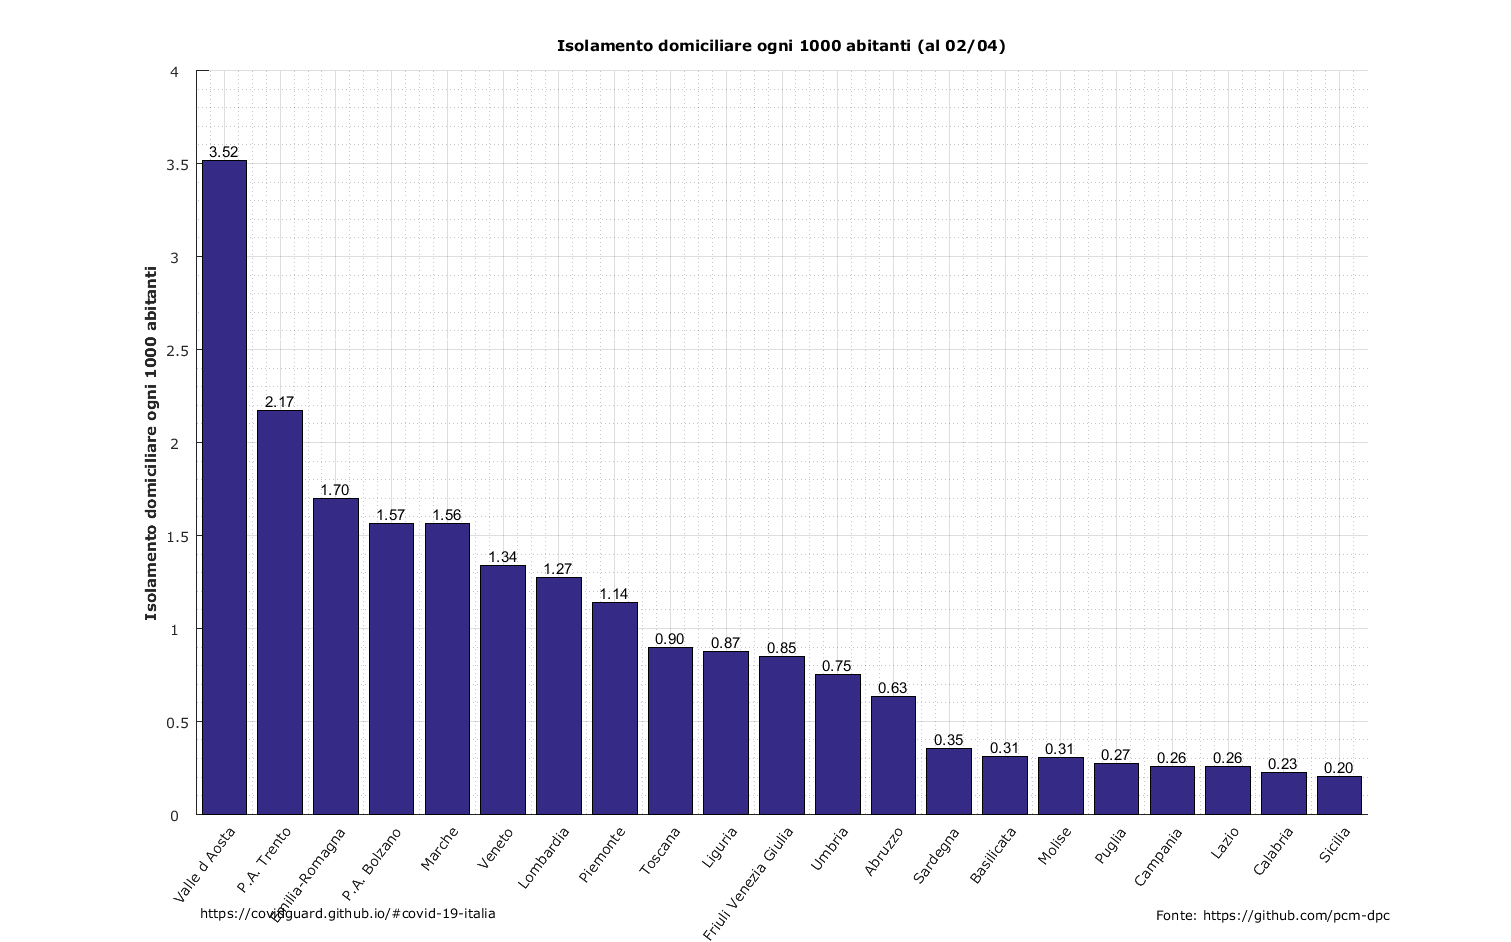 Isolamento domiciliare ogni 1000 abitanti (al 02/04)
Isolamento domiciliare ogni 1000 abitanti
4
3.5
3
2.5
2
1.5
1
0.5
0
3.52
2.17
1.70
1.57
1.56
1.34
1.27
1.14
0.90
0.87
0.85
0.75
0.63
0.35
0.31
0.31
0.27
0.26
0.26
0.23
0.20
Valle d Aosta
P.A. Trento
Emilia-Romagna
P.A. Bolzano
Marche
Veneto
Lombardia
Piemonte
Toscana
Liguria
Friuli Venezia Giulia
Umbria
Abruzzo
Sardegna
Basilicata
Molise
Puglia
Campania
Lazio
Calabria
Sicilia
https://covidguard.github.io/#covid-19-italia
Fonte: https://github.com/pcm-dpc